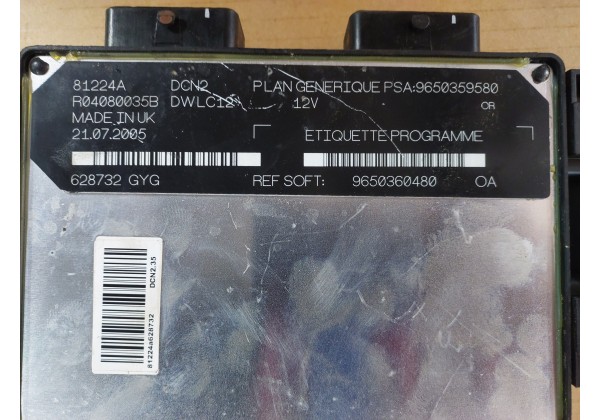 81224A DCN2 PLAN GENERIQUE PSA:9650359580
R04080035B DWLC12 12V OR
MADE IN UK
21.07.2005 ETIQUETTE PROGRAMME
628732 GYG REF SOFT: 9650360480 OA
DCN2.35
81224a628732